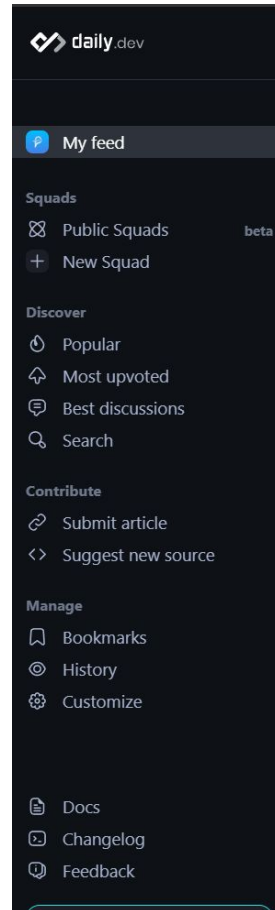 daily.dev
My feed
Squads
Public Squads beta
New Squad
Discover
Popular
Most upvoted
Best discussions
Search
Contribute
Submit article
Suggest new source
Manage
Bookmarks
History
Customize
Docs
Changelog
Feedback